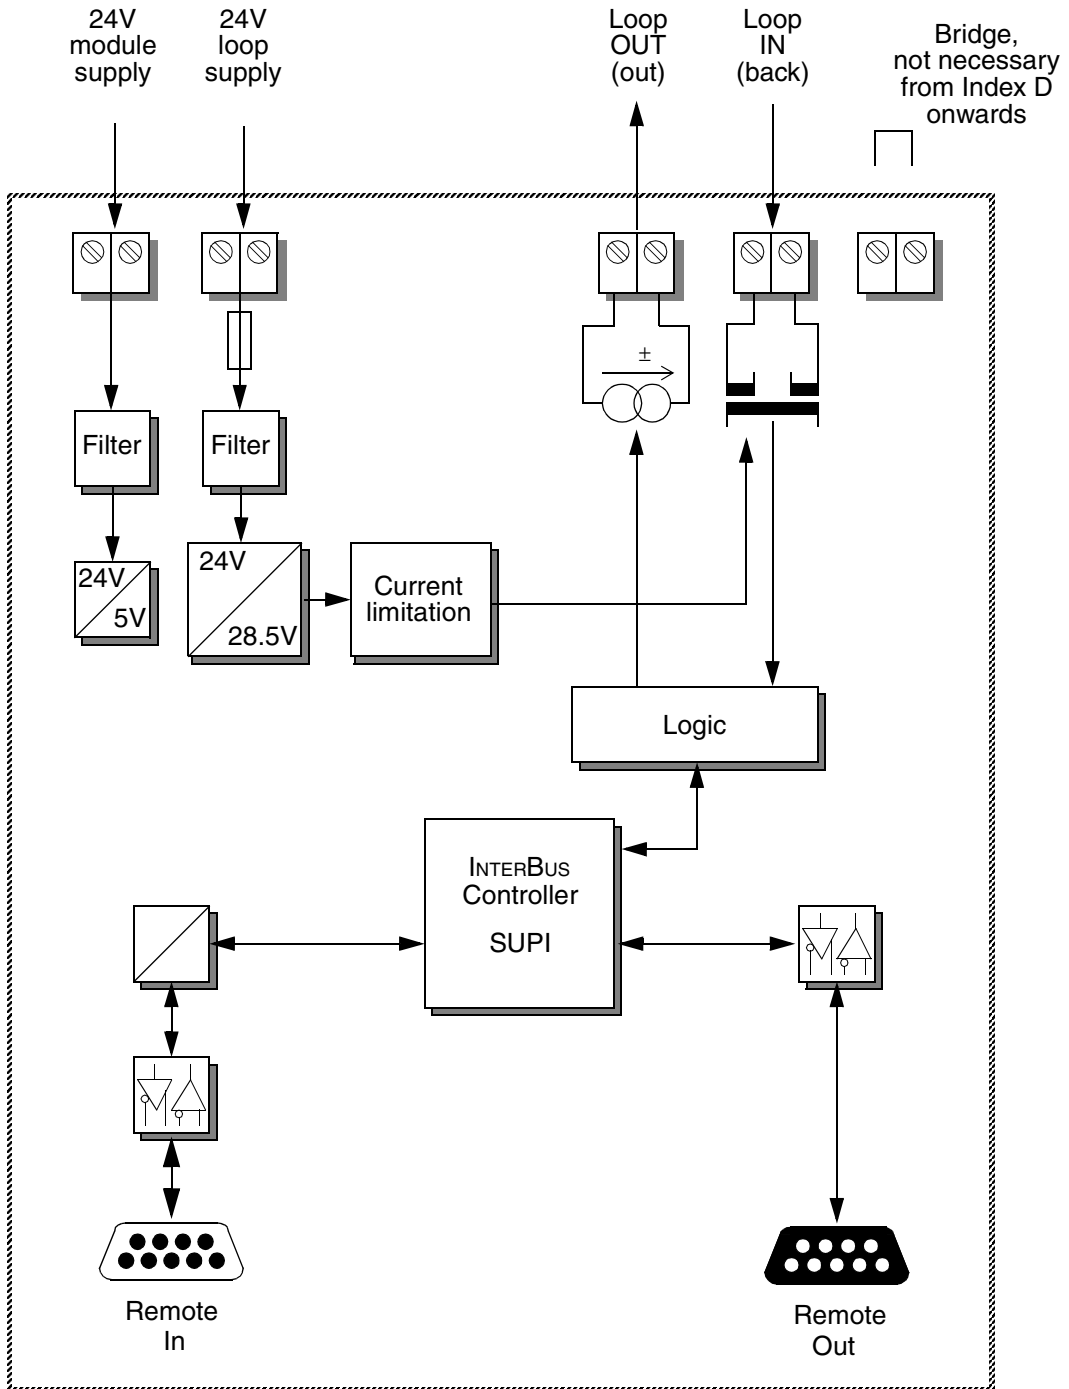 24V
module
supply
24V
loop
supply
Loop
OUT
(out)
Loop
IN
(back)
Bridge,
not necessary
from Index D
onwards
±
Filter
Filter
24V
5V
24V
28.5V
Current
limitation
Logic
INTERBUS
Controller
SUPI
Remote
In
Remote
Out